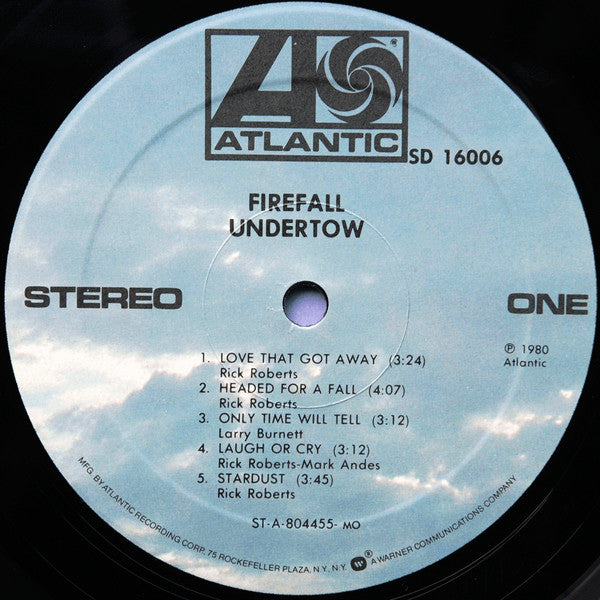 ATLANTIC
SD 16006
FIREFALL
UNDERTOW
STEREO
ONE
℗ 1980
Atlantic
1. LOVE THAT GOT AWAY (3:24)
Rick Roberts
2. HEADED FOR A FALL (4:07)
Rick Roberts
3. ONLY TIME WILL TELL (3:12)
Larry Burnett
4. LAUGH OR CRY (3:12)
Rick Roberts-Mark Andes
5. STARDUST (3:45)
Rick Roberts
ST-A-804455- MO
MFG. BY ATLANTIC RECORDING CORP. 75 ROCKEFELLER PLAZA, N.Y., N.Y. ® A WARNER COMMUNICATIONS COMPANY